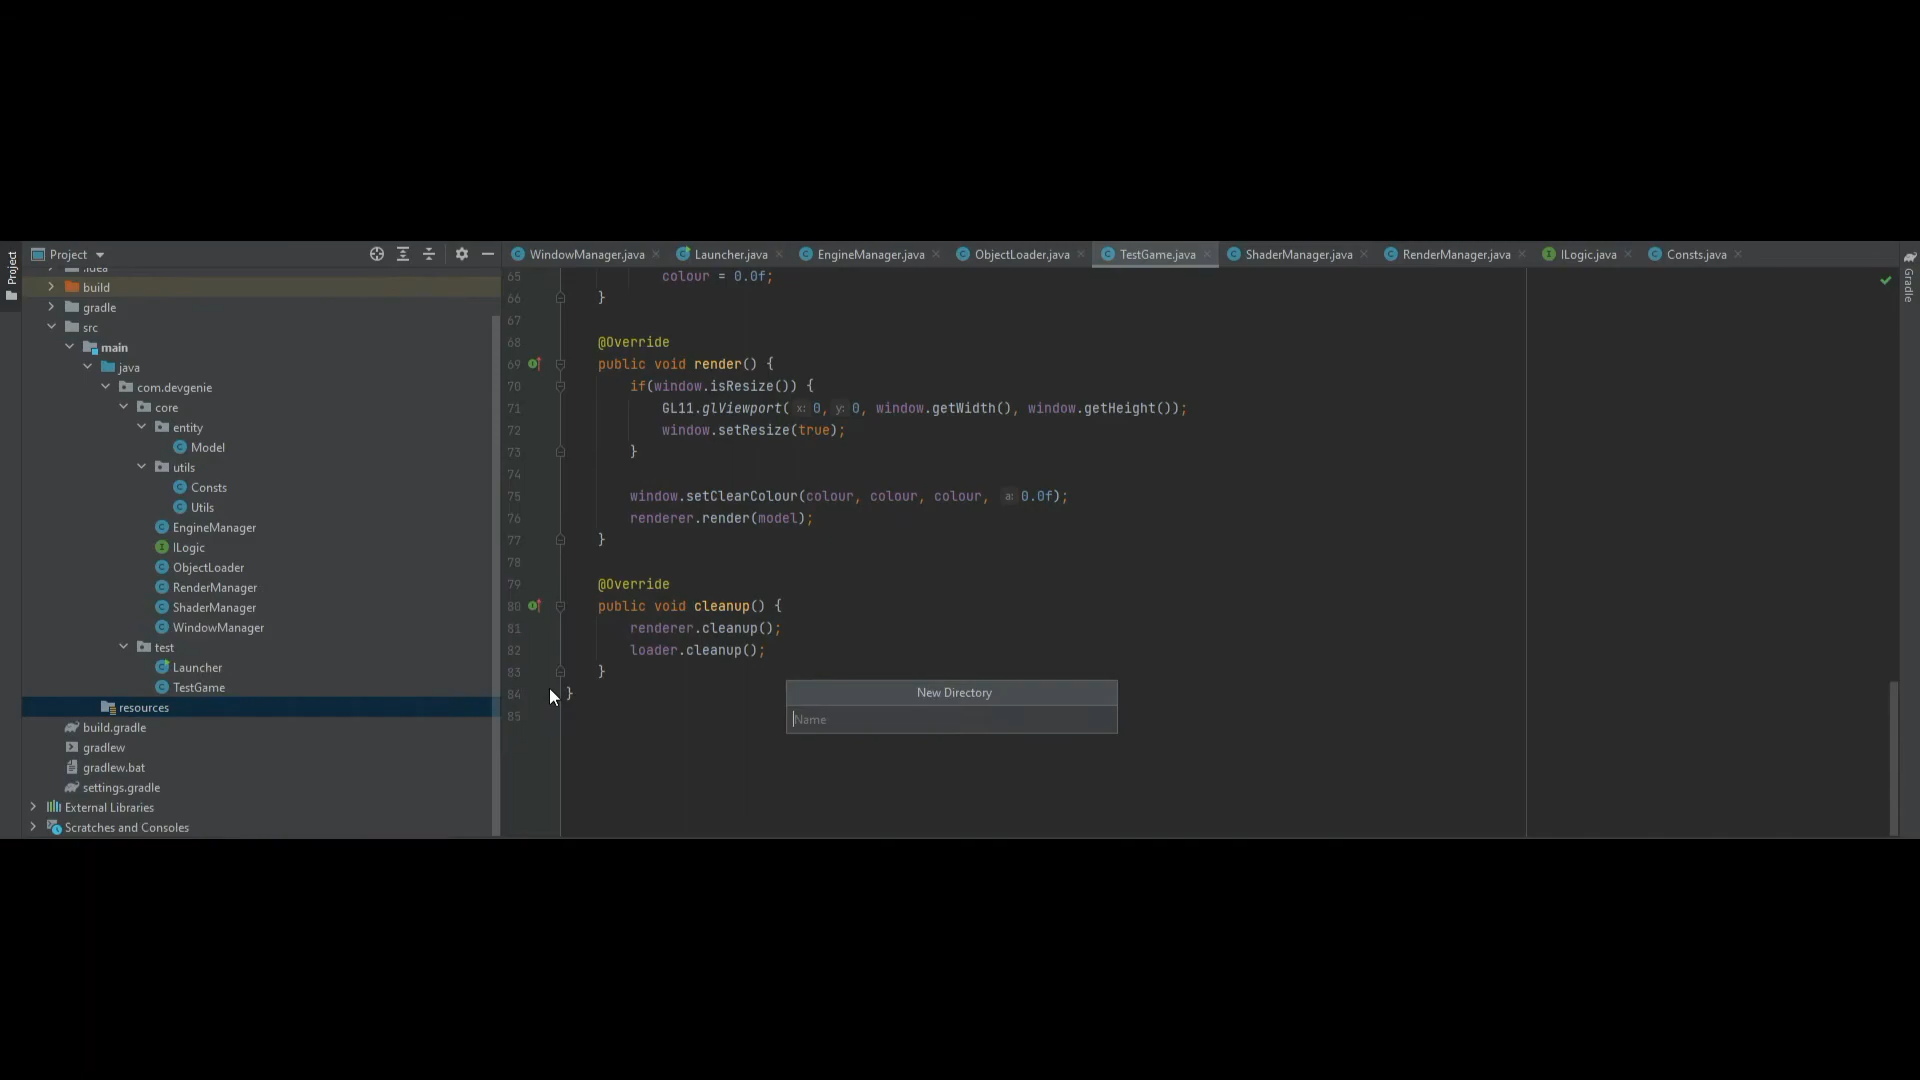 Project
Project
WindowManager.java
Launcher.java
EngineManager.java
ObjectLoader.java
TestGame.java
ShaderManager.java
RenderManager.java
ILogic.java
Consts.java
Gradle
.idea
build
gradle
src
main
java
com.devgenie
core
entity
Model
utils
Consts
Utils
EngineManager
ILogic
ObjectLoader
RenderManager
ShaderManager
WindowManager
test
Launcher
TestGame
resources
build.gradle
gradlew
gradlew.bat
settings.gradle
External Libraries
Scratches and Consoles
65 colour = 0.0f;
66 }
67
68 @Override
69 public void render() {
70 if(window.isResize()) {
71 GL11.glViewport( x: 0, y: 0, window.getWidth(), window.getHeight());
72 window.setResize(true);
73 }
74
75 window.setClearColour(colour, colour, colour, a: 0.0f);
76 renderer.render(model);
77 }
78
79 @Override
80 public void cleanup() {
81 renderer.cleanup();
82 loader.cleanup();
83 }
84 }
85
New Directory
Name